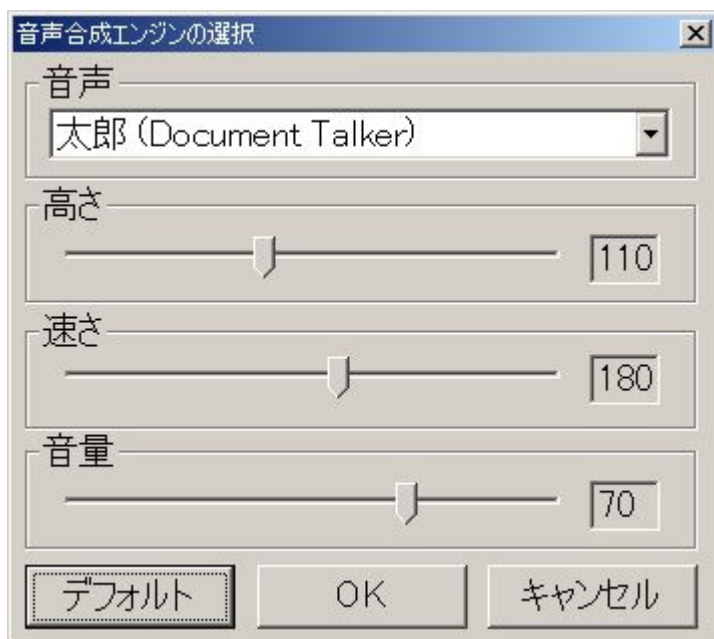 音声合成エンジンの選択
音声
太郎 (Document Talker)
高さ
110
速さ
180
音量
70
デフォルト OK キャンセル